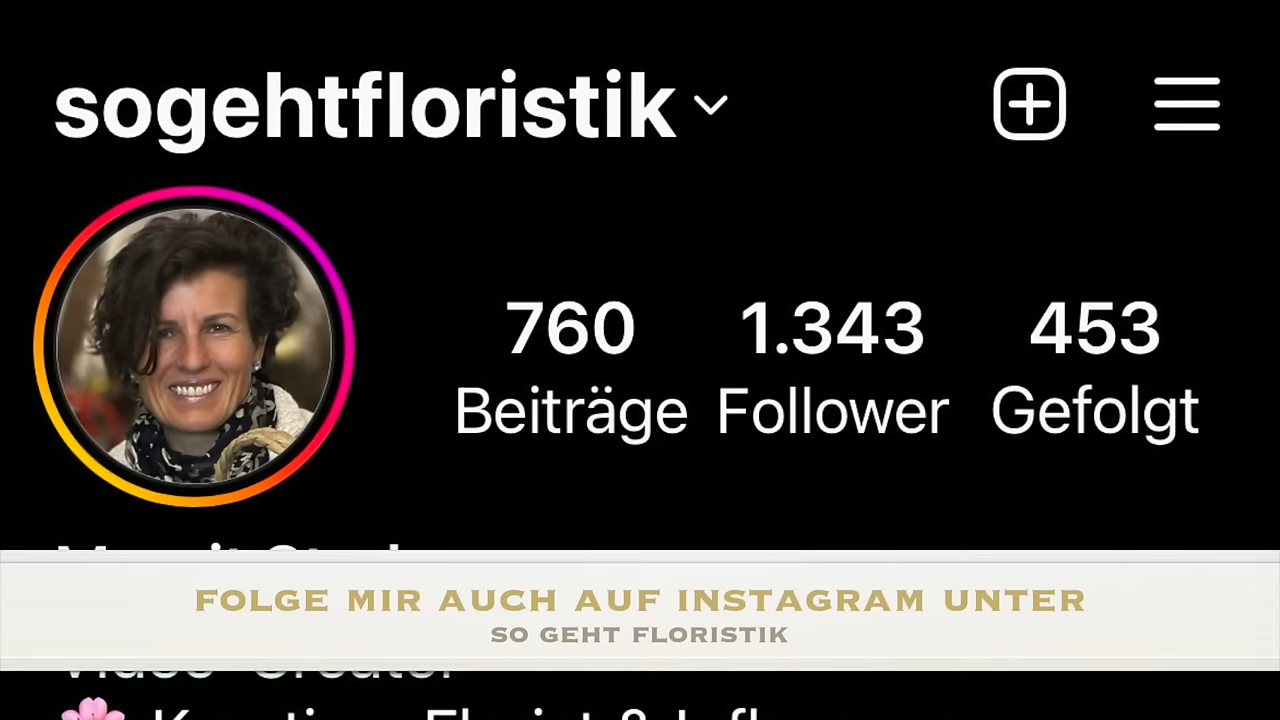 sogehtfloristik
760 1.343 453
Beiträge Follower Gefolgt
FOLGE MIR AUCH AUF INSTAGRAM UNTER
SO GEHT FLORISTIK